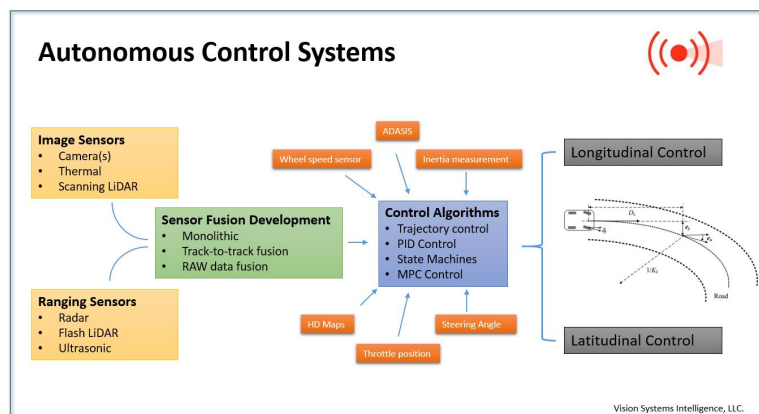 Autonomous Control Systems
Image Sensors
• Camera(s)
• Thermal
• Scanning LiDAR
Ranging Sensors
• Radar
• Flash LiDAR
• Ultrasonic
Sensor Fusion Development
• Monolithic
• Track-to-track fusion
• RAW data fusion
ADASIS
Wheel speed sensor
Inertia measurement
Control Algorithms
• Trajectory control
• PID Control
• State Machines
• MPC Control
HD Maps
Steering Angle
Throttle position
Longitudinal Control
1/K
Road
Latitudinal Control
Vision Systems Intelligence, LLC.